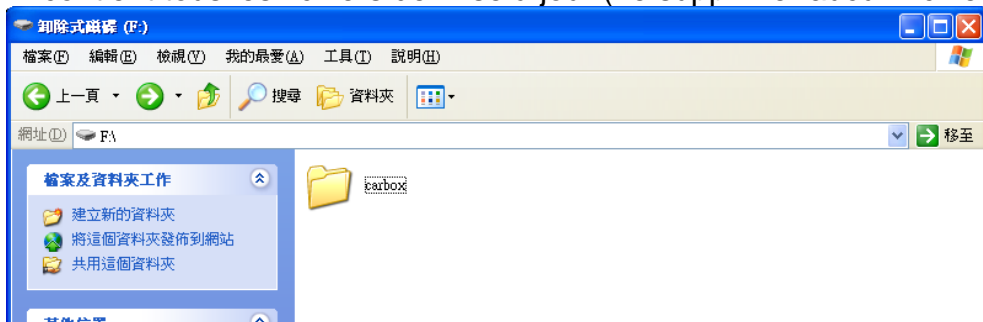 卸除式磁碟 (F:)
檔案(F) 編輯(E) 檢視(V) 我的最愛(A) 工具(T) 說明(H)
上一頁 搜尋 資料夾
網址(D) F:\ 移至
檔案及資料夾工作
carbox
建立新的資料夾
將這個資料夾發佈到網站
共用這個資料夾